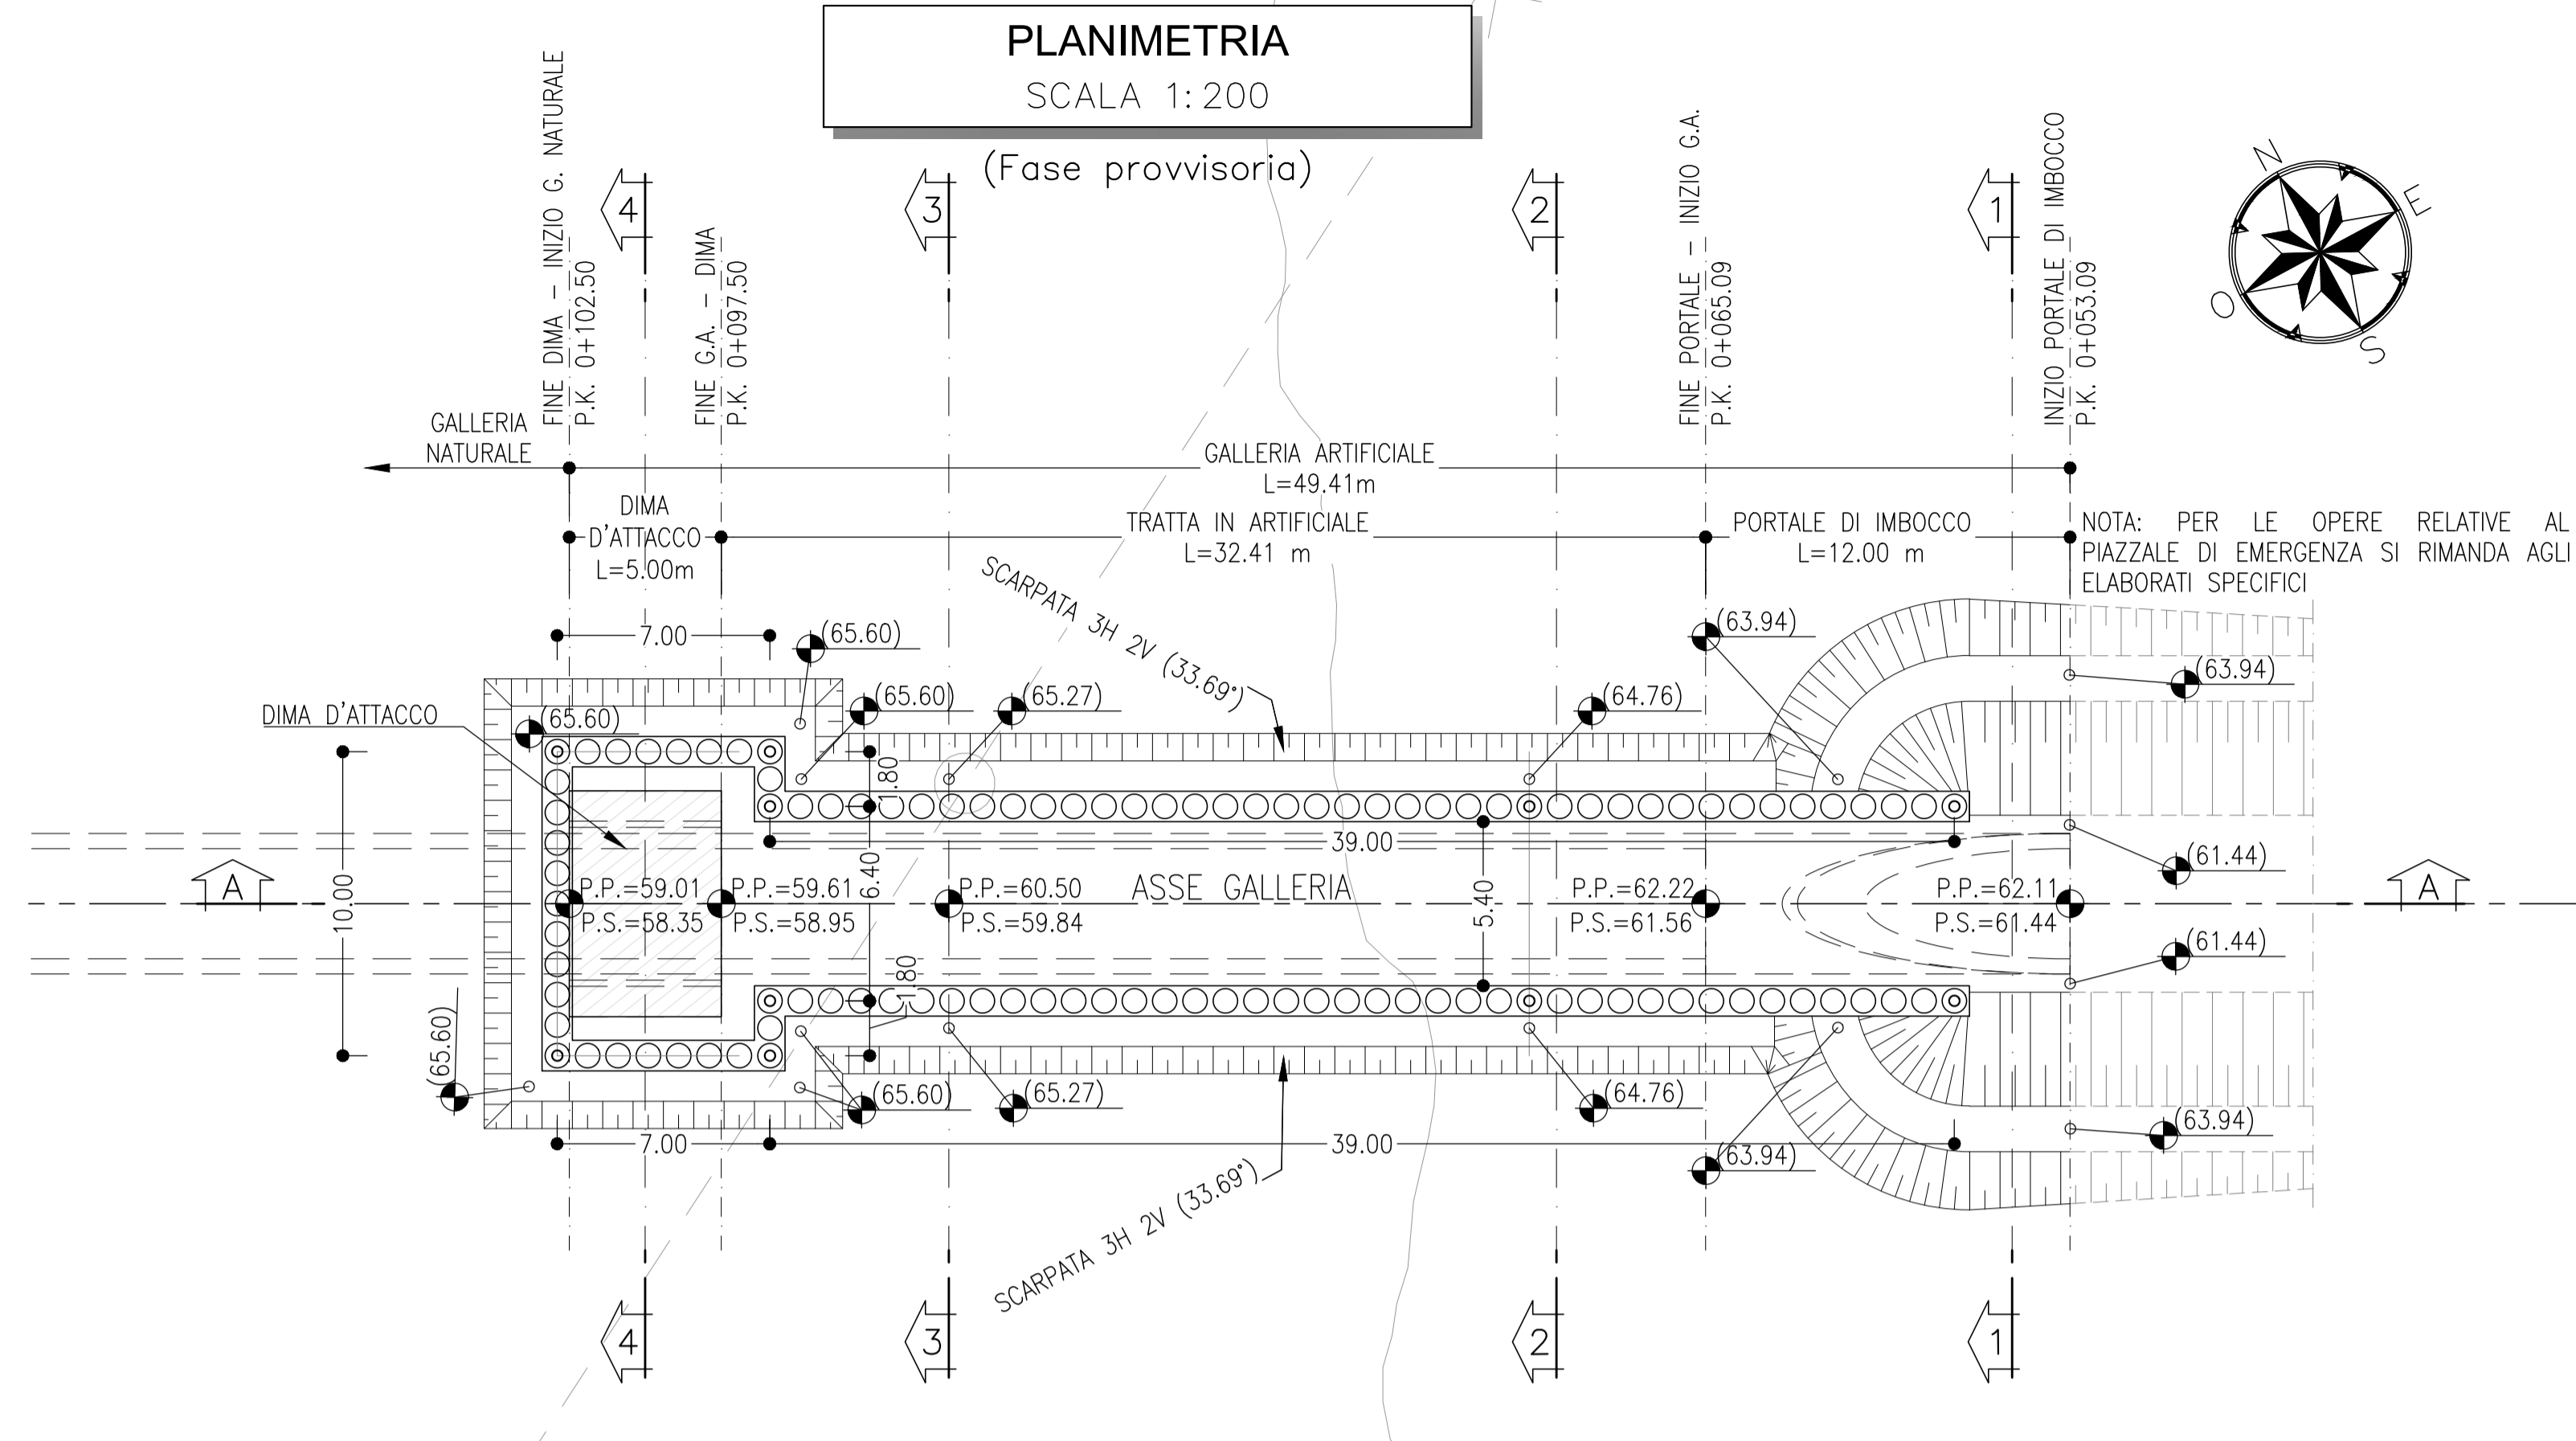 PLANIMETRIA
SCALA 1:200
(Fase provvisoria)
FINE DIMA - INIZIO G. NATURALE
P.K. 0+102.50
4
FINE G.A. - DIMA
P.K. 0+097.50
3
2
FINE PORTALE - INIZIO G.A.
P.K. 0+065.09
1
INIZIO PORTALE DI IMBOCCO
P.K. 0+053.09
N
E
S
O
GALLERIA
NATURALE
GALLERIA ARTIFICIALE
L=49.41m
DIMA
D'ATTACCO
L=5.00m
TRATTA IN ARTIFICIALE
L=32.41 m
PORTALE DI IMBOCCO
L=12.00 m
NOTA: PER LE OPERE RELATIVE AL
PIAZZALE DI EMERGENZA SI RIMANDA AGLI
ELABORATI SPECIFICI
SCARPATA 3H 2V (33.69°)
7.00
(65.60)
(63.94)
(63.94)
DIMA D'ATTACCO
(65.60)
(65.60)
(65.27)
(64.76)
1.80
39.00
10.00
6.40
5.40
A
P.P.=59.01
P.S.=58.35
P.P.=59.61
P.S.=58.95
P.P.=60.50
P.S.=59.84
ASSE GALLERIA
P.P.=62.22
P.S.=61.56
P.P.=62.11
P.S.=61.44
(61.44)
(61.44)
A
1.80
(65.60)
(65.60)
(65.27)
(64.76)
(63.94)
(63.94)
7.00
39.00
SCARPATA 3H 2V (33.69°)
4
3
2
1